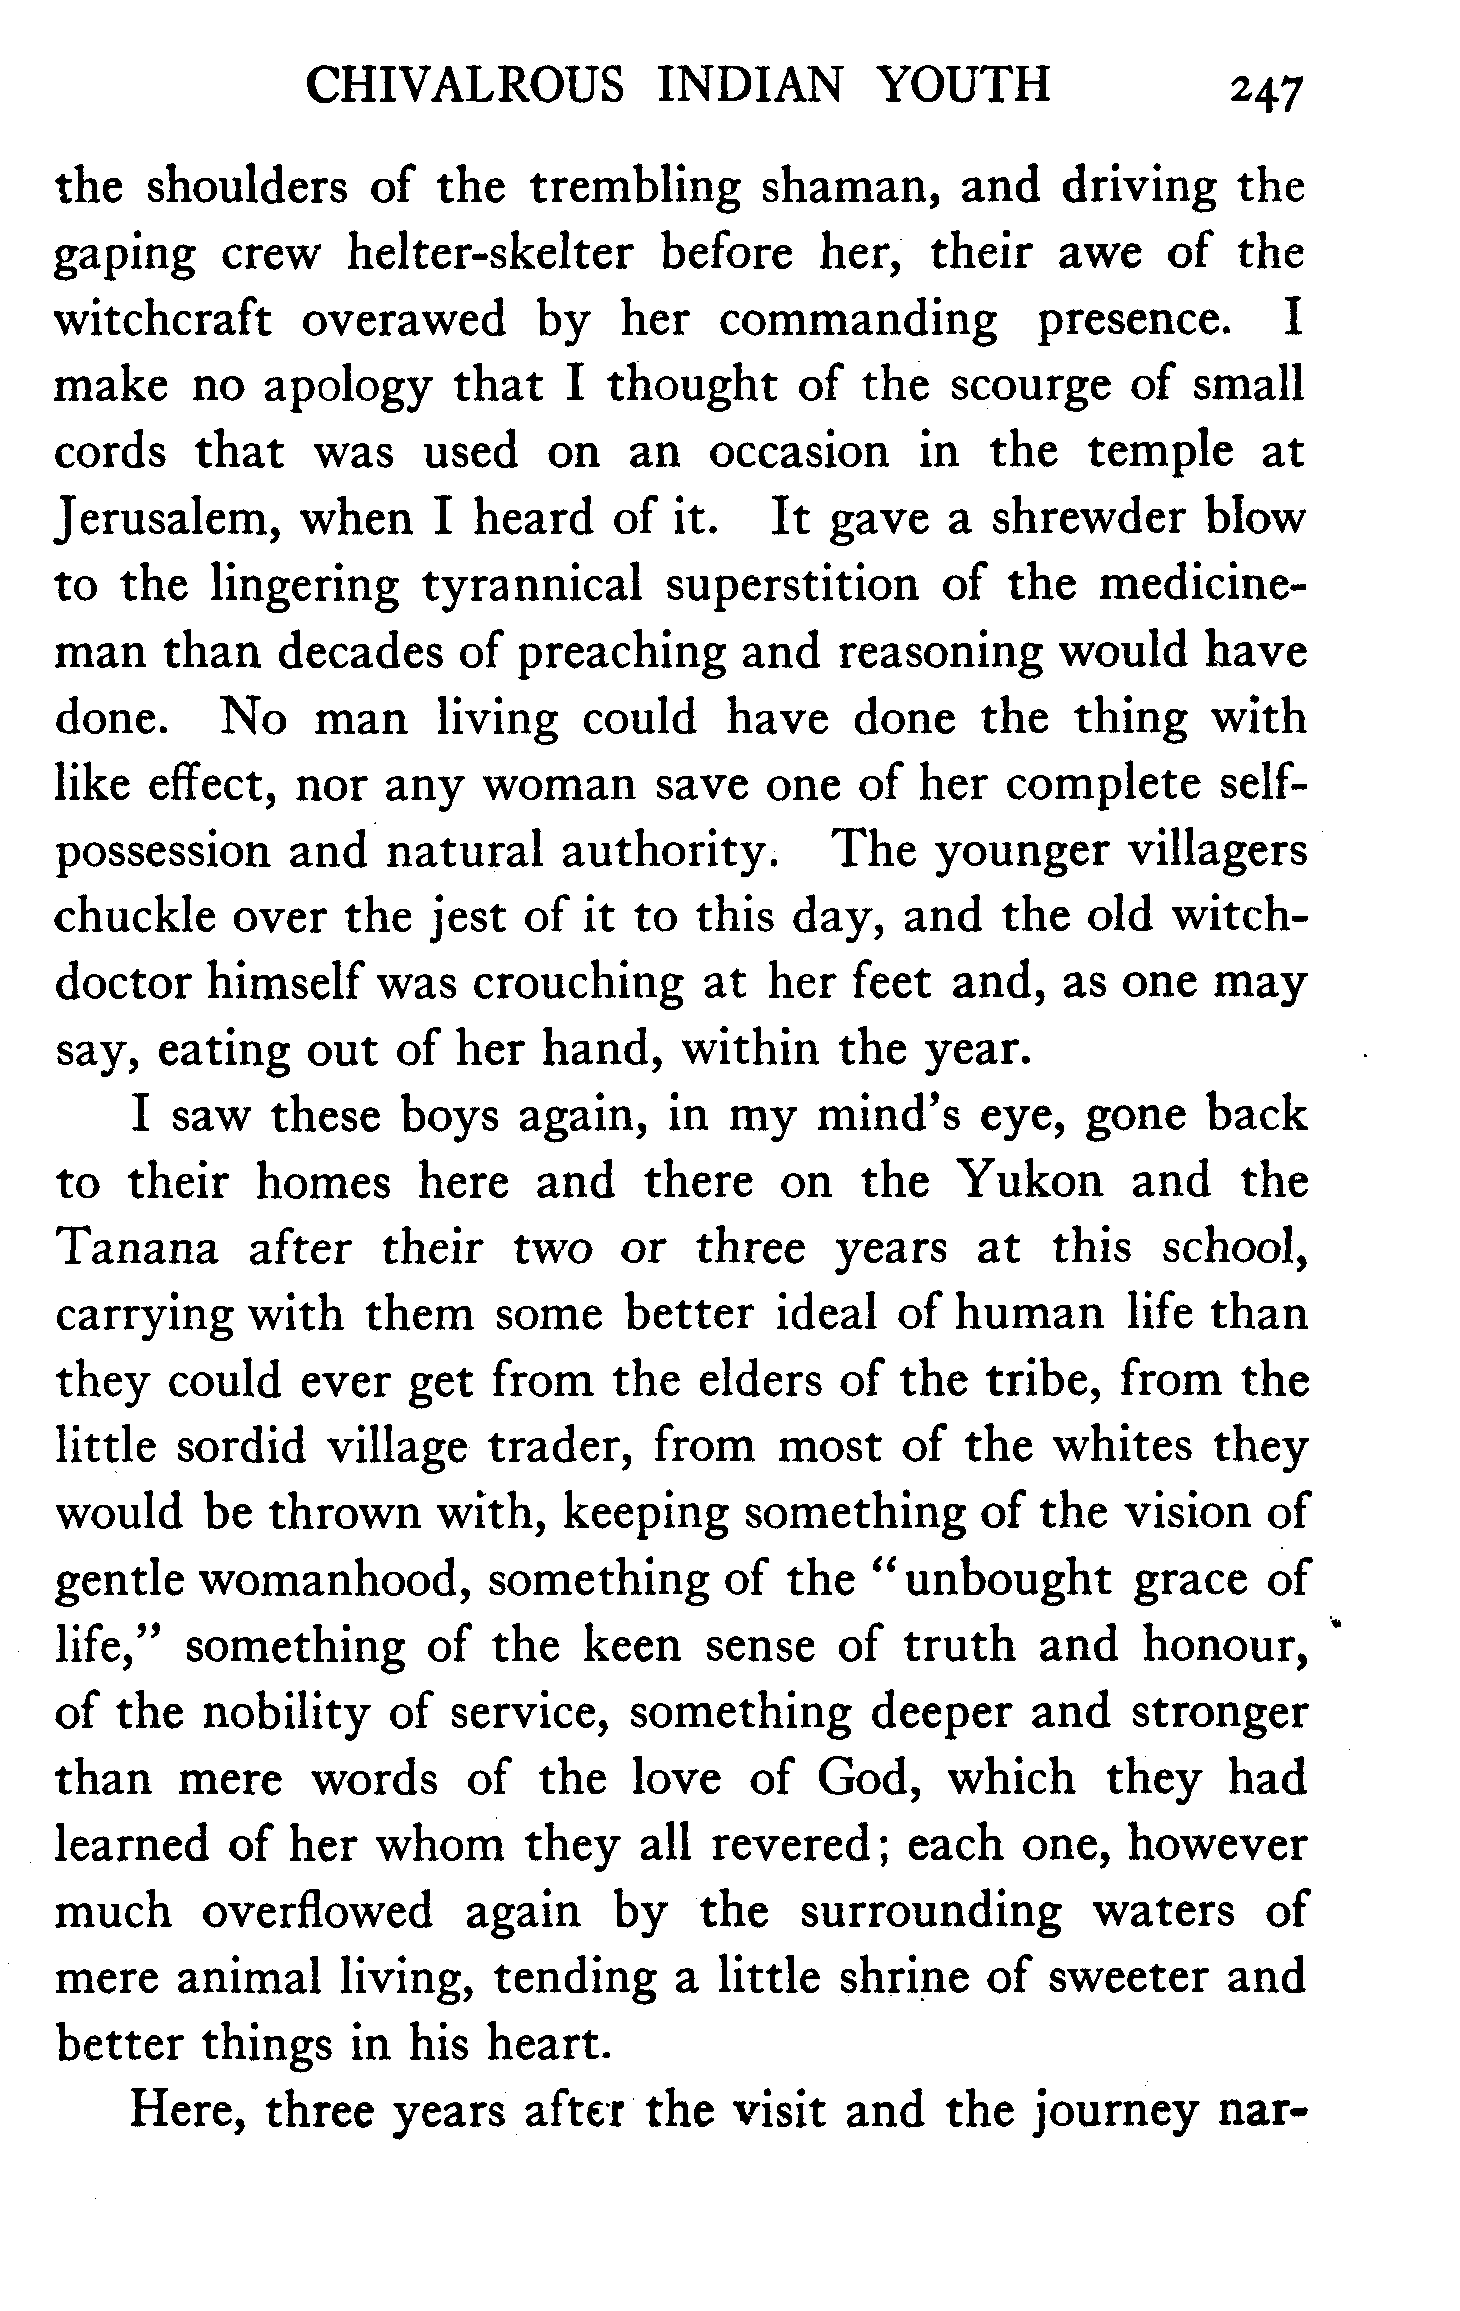 CHIVALROUS INDIAN YOUTH 247
the shoulders of the trembling shaman, and driving the
gaping crew helter-skelter before her, their awe of the
witchcraft overawed by her commanding presence. I
make no apology that I thought of the scourge of small
cords that was used on an occasion in the temple at
Jerusalem, when I heard of it. It gave a shrewder blow
to the lingering tyrannical superstition of the medicine-
man than decades of preaching and reasoning would have
done. No man living could have done the thing with
like effect, nor any woman save one of her complete self-
possession and natural authority. The younger villagers
chuckle over the jest of it to this day, and the old witch-
doctor himself was crouching at her feet and, as one may
say, eating out of her hand, within the year.
I saw these boys again, in my mind's eye, gone back
to their homes here and there on the Yukon and the
Tanana after their two or three years at this school,
carrying with them some better ideal of human life than
they could ever get from the elders of the tribe, from the
little sordid village trader, from most of the whites they
would be thrown with, keeping something of the vision of
gentle womanhood, something of the "unbought grace of
life," something of the keen sense of truth and honour,
of the nobility of service, something deeper and stronger
than mere words of the love of God, which they had
learned of her whom they all revered; each one, however
much overflowed again by the surrounding waters of
mere animal living, tending a little shrine of sweeter and
better things in his heart.
Here, three years after the visit and the journey nar-